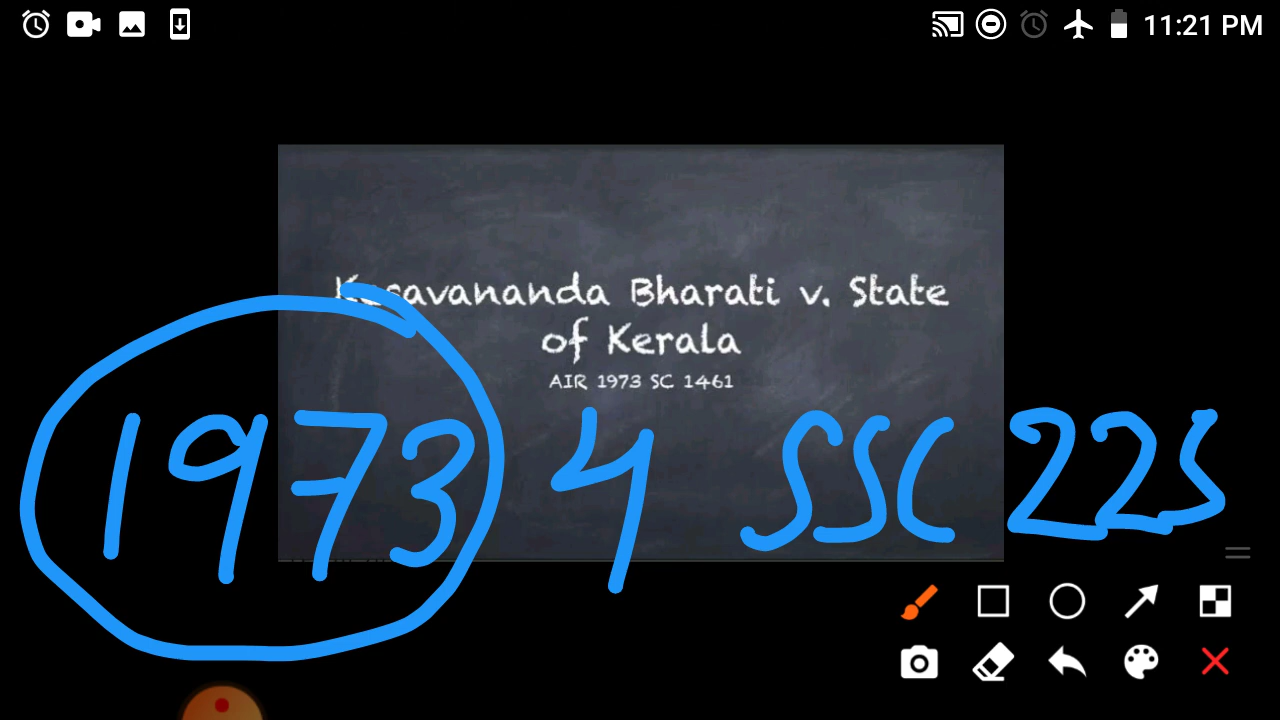 11:21 PM
Kesavananda Bharati v. State
of Kerala
AIR 1973 SC 1461
1973 4 SSC 225